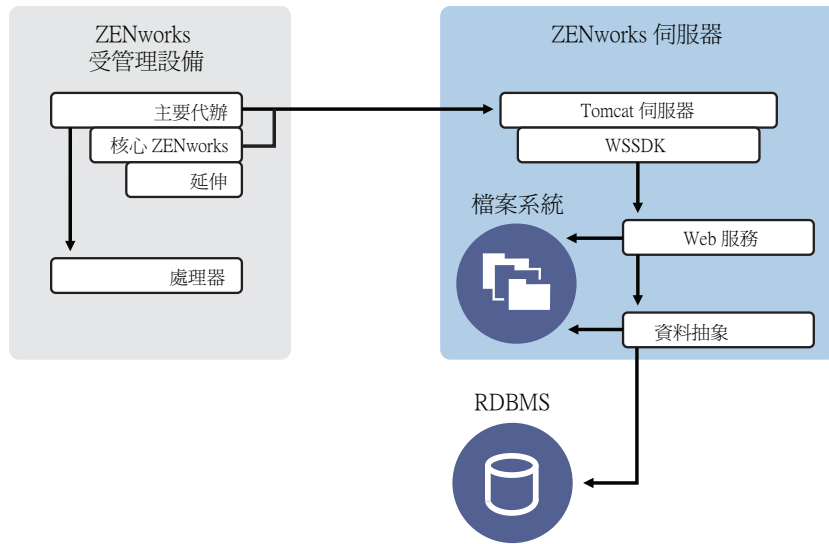 ZENworks
受管理設備
主要代辦
核心 ZENworks
延伸
處理器
ZENworks 伺服器
Tomcat 伺服器
WSSDK
檔案系統
Web 服務
資料抽象
RDBMS